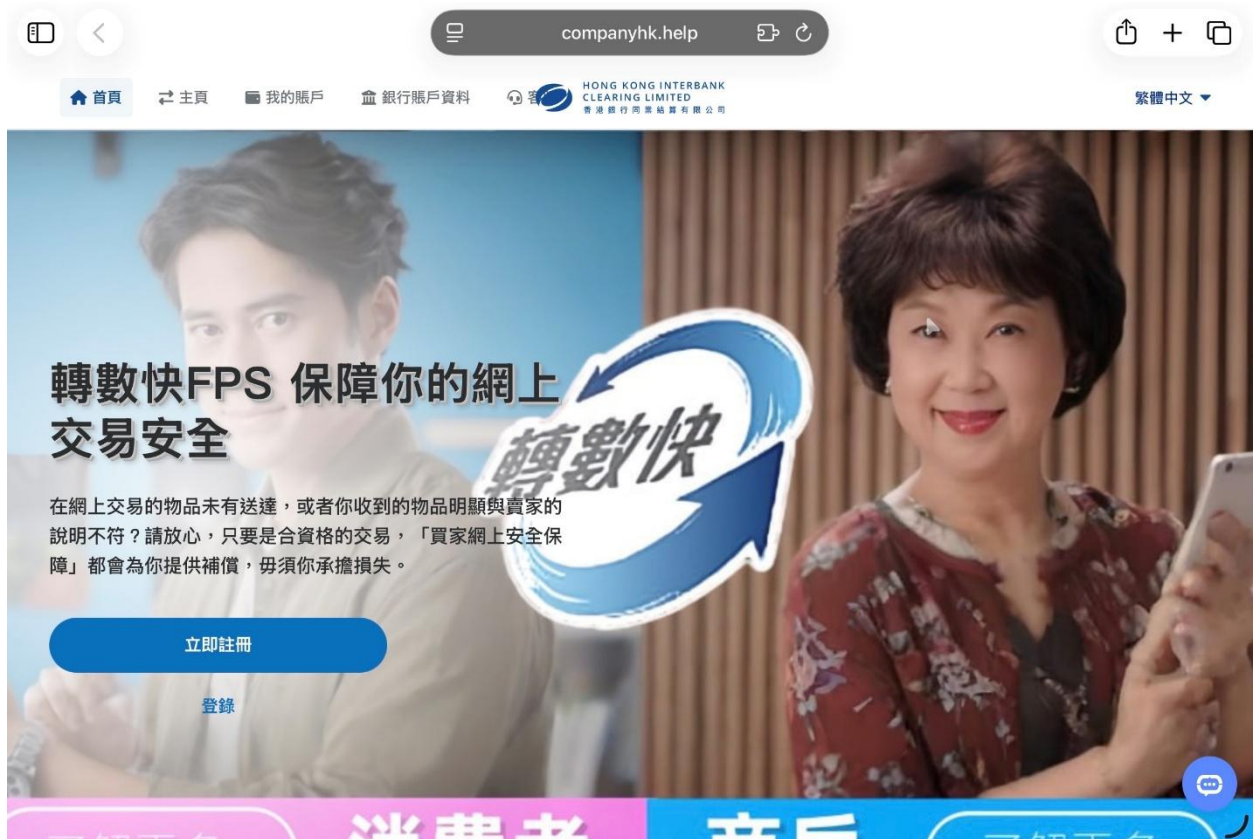 companyhk.help
首頁
主頁
我的賬戶
銀行賬戶資料
HONG KONG INTERBANK
CLEARING LIMITED
香港銀行同業結算有限公司
繁體中文
轉數快FPS 保障你的網上
交易安全
轉數快
在網上交易的物品未有送達，或者你收到的物品明顯與賣家的
說明不符？請放心，只要是合資格的交易，「買家網上安全保
障」都會為你提供補償，毋須你承擔損失。
立即註冊
登錄
消費者
商戶